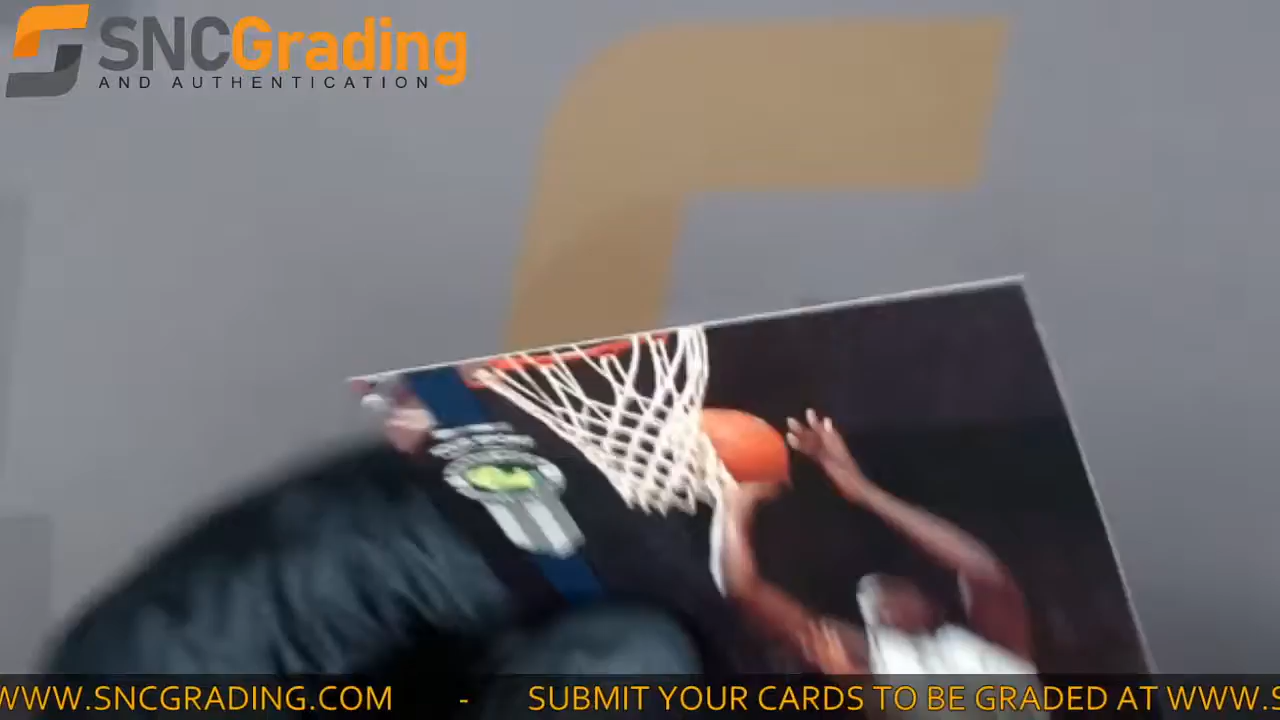 SNCGrading
AND AUTHENTICATION
WWW.SNCGRADING.COM - SUBMIT YOUR CARDS TO BE GRADED AT WWW.S